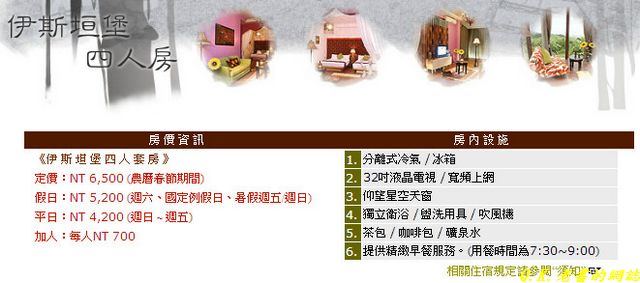 伊斯坦堡
四人房
房價資訊
房內設施
《伊斯坦堡四人套房》
定價：NT 6,500 (農曆春節期間)
假日：NT 5,200 (週六、國定例假日、暑假週五.週日)
平日：NT 4,200 (週日～週五)
加人：每人NT 700
1. 分離式冷氣 / 冰箱
2. 32吋液晶電視 / 寬頻上網
3. 仰望星空天窗
4. 獨立衛浴 / 盥洗用具 / 吹風機
5. 茶包 / 咖啡包 / 礦泉水
6. 提供精緻早餐服務。(用餐時間為7:30~9:00)
相關住宿規定請參閱"須知"